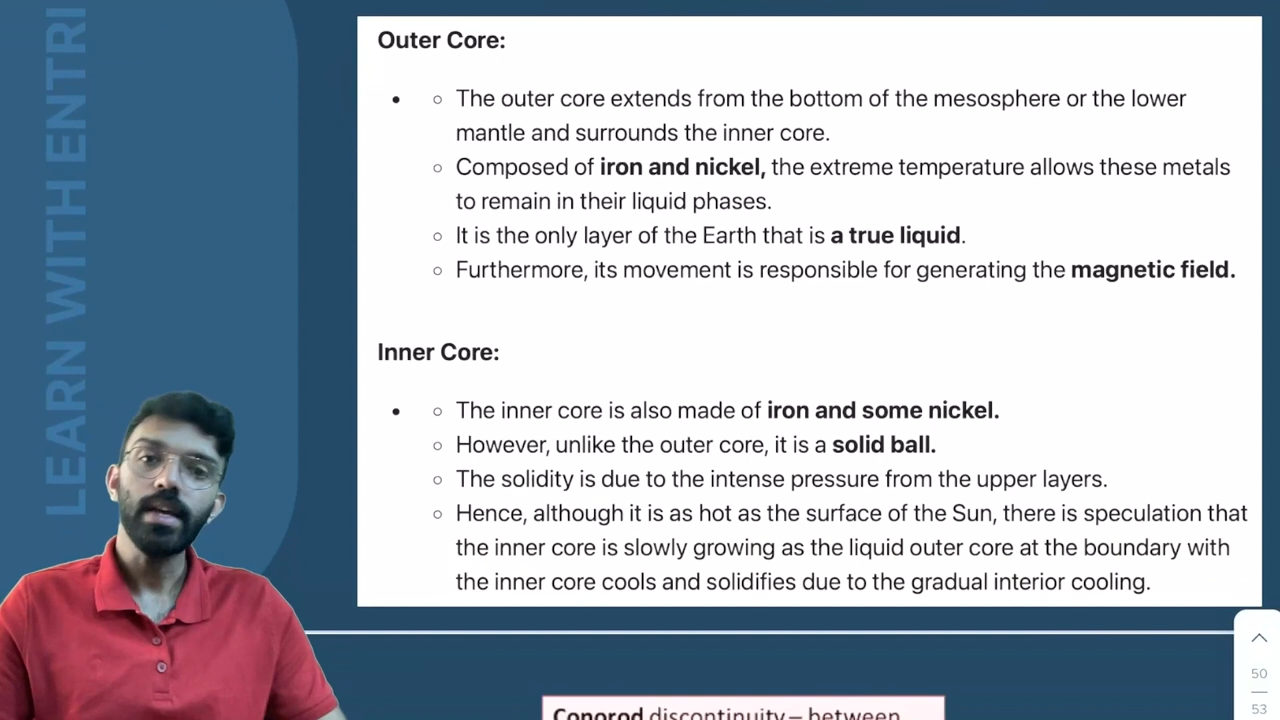 LEARN WITH ENTRI
Outer Core:
The outer core extends from the bottom of the mesosphere or the lower
mantle and surrounds the inner core.
Composed of iron and nickel, the extreme temperature allows these metals
to remain in their liquid phases.
It is the only layer of the Earth that is a true liquid.
Furthermore, its movement is responsible for generating the magnetic field.
Inner Core:
The inner core is also made of iron and some nickel.
However, unlike the outer core, it is a solid ball.
The solidity is due to the intense pressure from the upper layers.
Hence, although it is as hot as the surface of the Sun, there is speculation that
the inner core is slowly growing as the liquid outer core at the boundary with
the inner core cools and solidifies due to the gradual interior cooling.
50
53
Conorod discontinuity – between